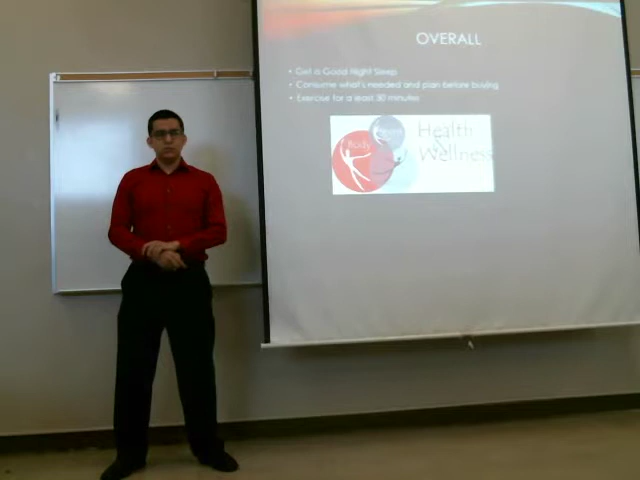 OVERALL
• Get a Good Night Sleep
• Consume what's needed and plan before buying
• Exercise for a least 30 minutes
Body
Health
Wellness